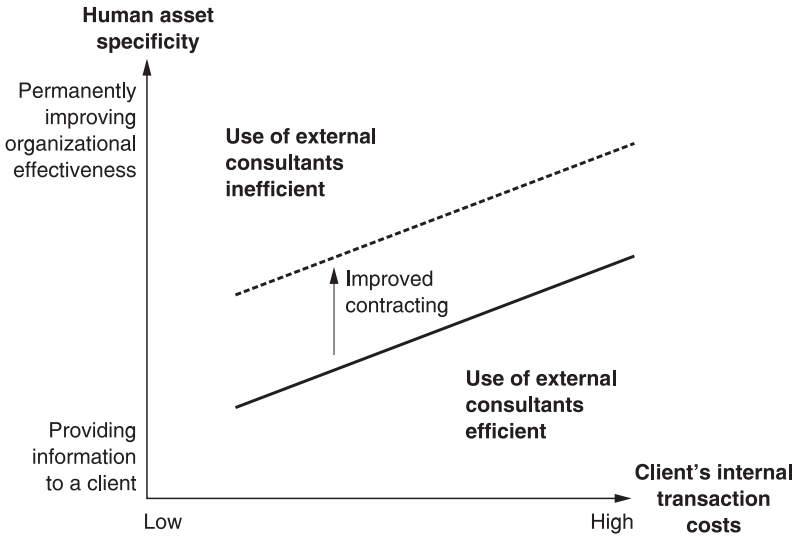 Human asset
specificity
Permanently
improving
organizational
effectiveness
Use of external
consultants
inefficient
Improved
contracting
Use of external
consultants
efficient
Providing
information
to a client
Client's internal
transaction
costs
Low
High